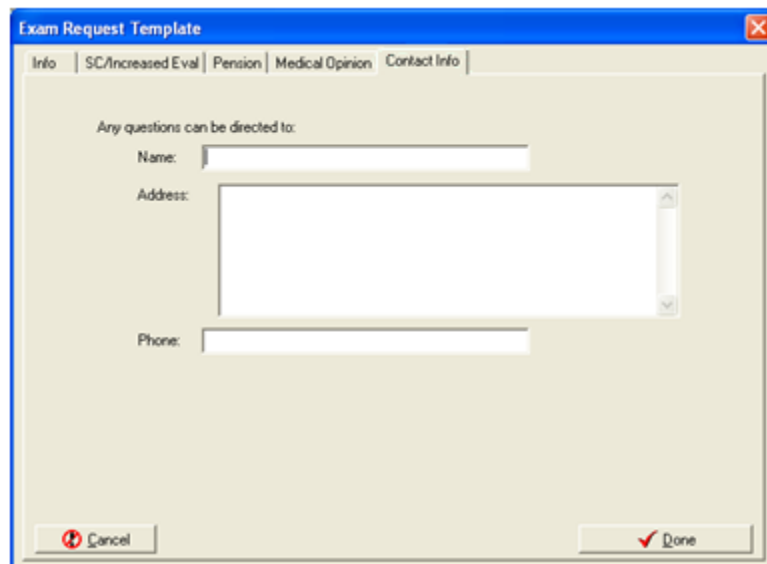 Exam Request Template
Info SC/Increased Eval Pension Medical Opinion Contact Info
Any questions can be directed to:
Name:
Address:
Phone:
Cancel Done